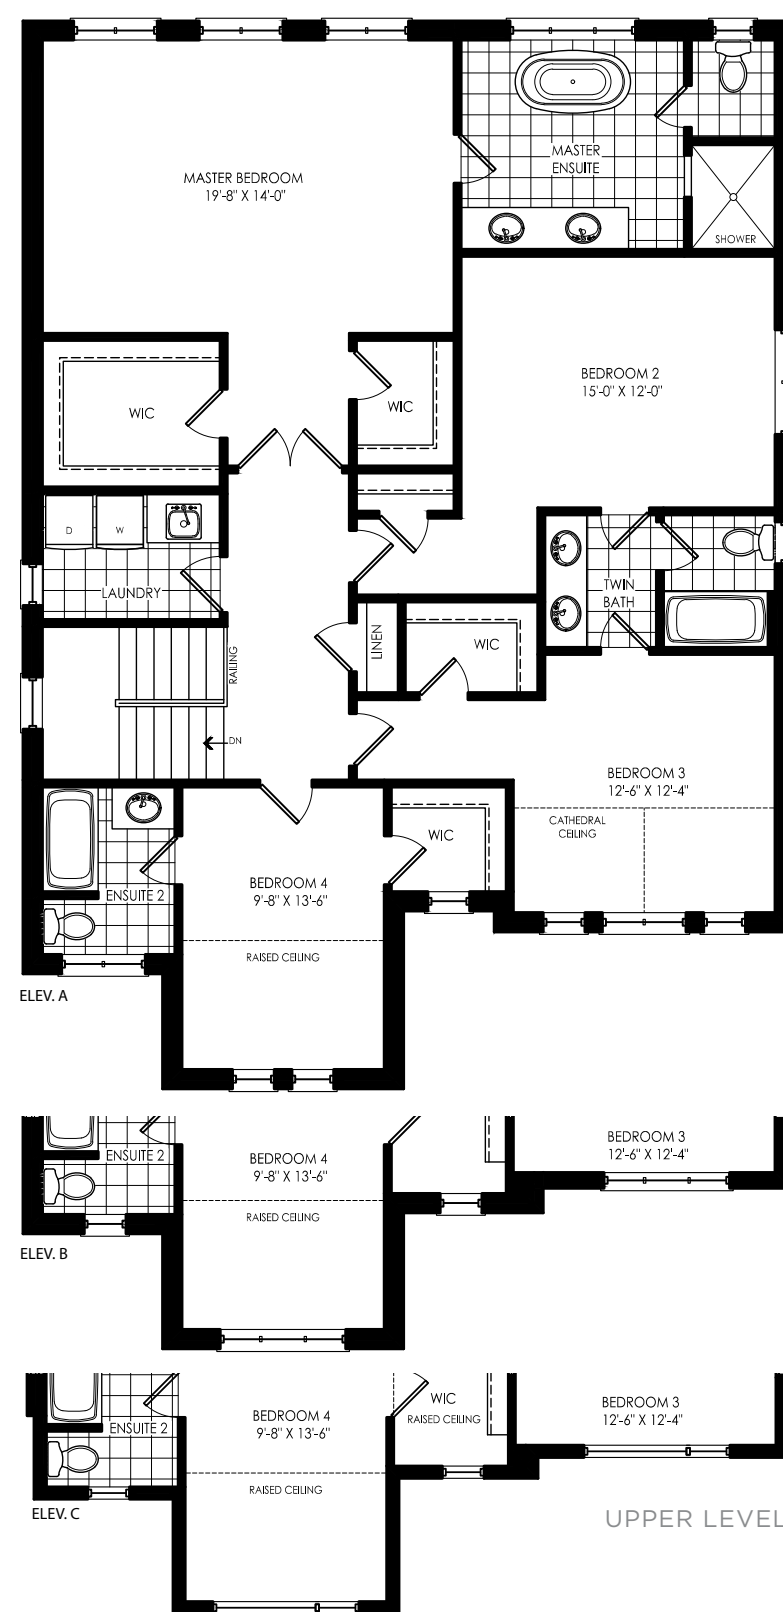 MASTER BEDROOM
19'-8" X 14'-0"
MASTER
ENSUITE
SHOWER
BEDROOM 2
15'-0" X 12'-0"
WIC
WIC
D
W
LAUNDRY
TWIN
BATH
LINEN
WIC
RAILING
DN
BEDROOM 3
12'-6" X 12'-4"
CATHEDRAL
CEILING
WIC
BEDROOM 4
9'-8" X 13'-6"
ENSUITE 2
RAISED CEILING
ELEV. A
BEDROOM 3
12'-6" X 12'-4"
ENSUITE 2
BEDROOM 4
9'-8" X 13'-6"
RAISED CEILING
ELEV. B
WIC
RAISED CEILING
BEDROOM 3
12'-6" X 12'-4"
BEDROOM 4
9'-8" X 13'-6"
ENSUITE 2
RAISED CEILING
ELEV. C
UPPER LEVEL